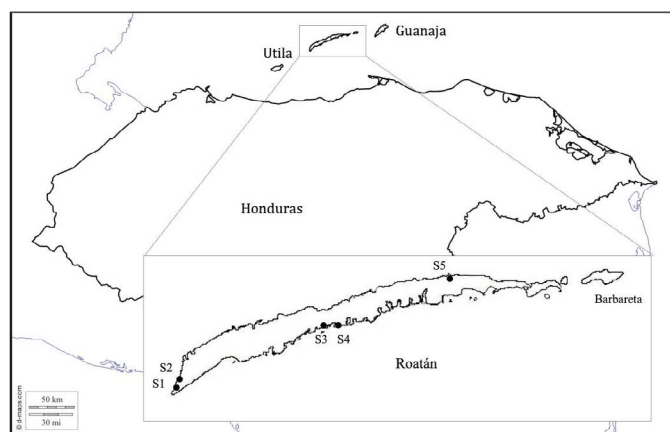 Guanaja
Utila
Honduras
S5
Barbareta
S3 S4
Roatán
S2
S1
50 km
30 mi
© d-maps.com